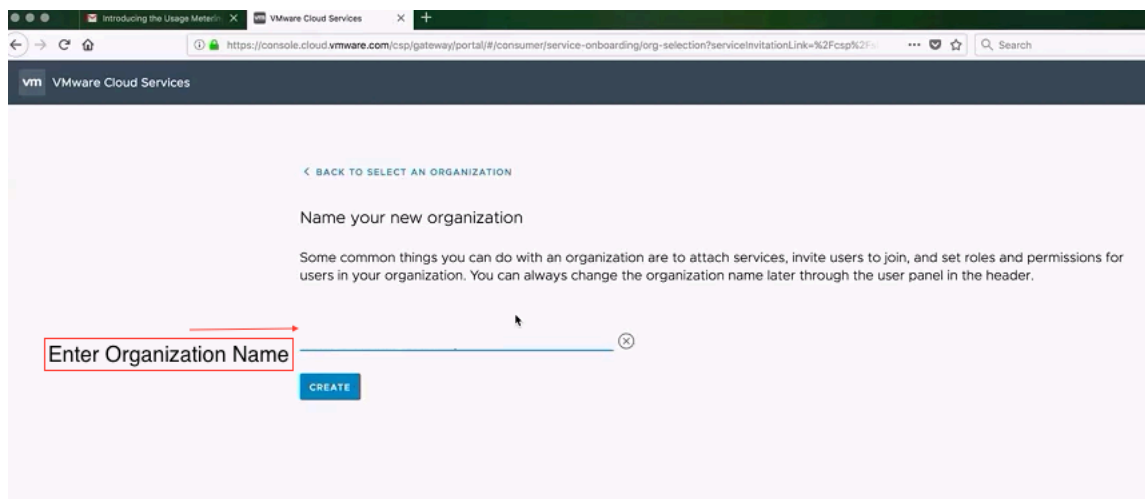 Introducing the Usage Meterin
VMware Cloud Services
https://console.cloud.vmware.com/csp/gateway/portal/#/consumer/service-onboarding/org-selection?serviceInvitationLink=%2Fcsp%2F
Search
vm VMware Cloud Services
BACK TO SELECT AN ORGANIZATION
Name your new organization
Some common things you can do with an organization are to attach services, invite users to join, and set roles and permissions for
users in your organization. You can always change the organization name later through the user panel in the header.
Enter Organization Name
CREATE